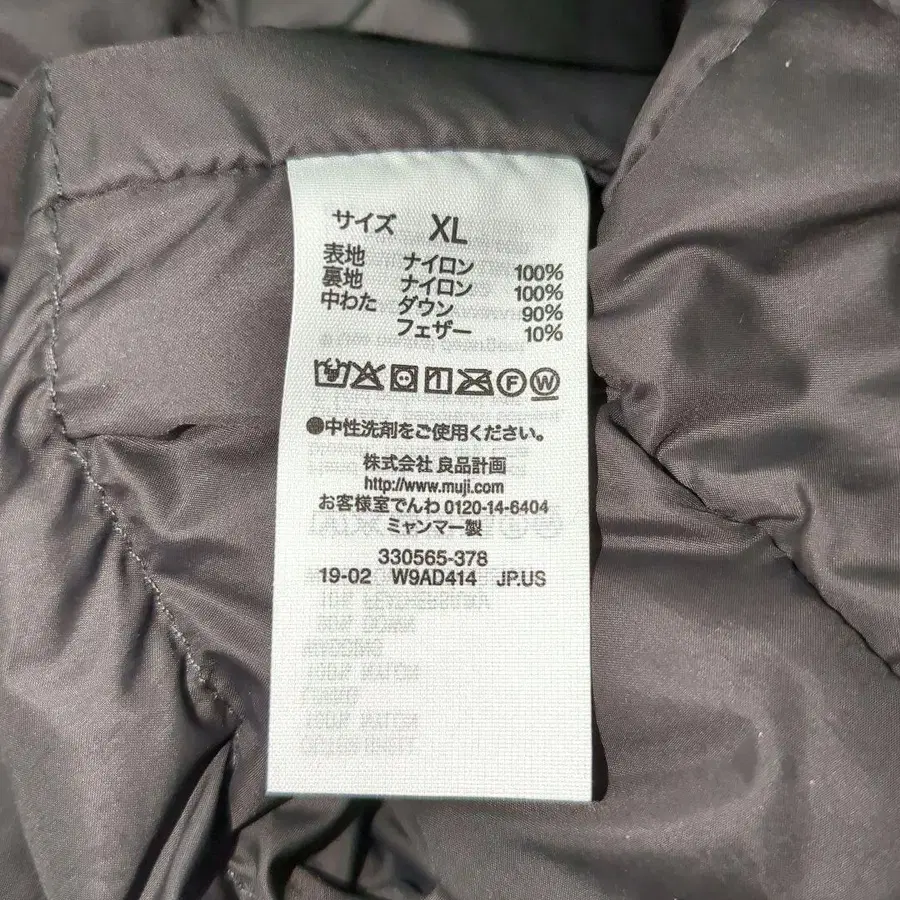 サイズ XL
表地 ナイロン 100%
裏地 ナイロン 100%
中わた ダウン 90%
フェザー 10%
F W
●中性洗剤をご使用ください。
株式会社 良品計画
http://www.muji.com
お客様室でんわ 0120-14-6404
ミャンマー製
330565-378
19-02 W9AD414 JP.US